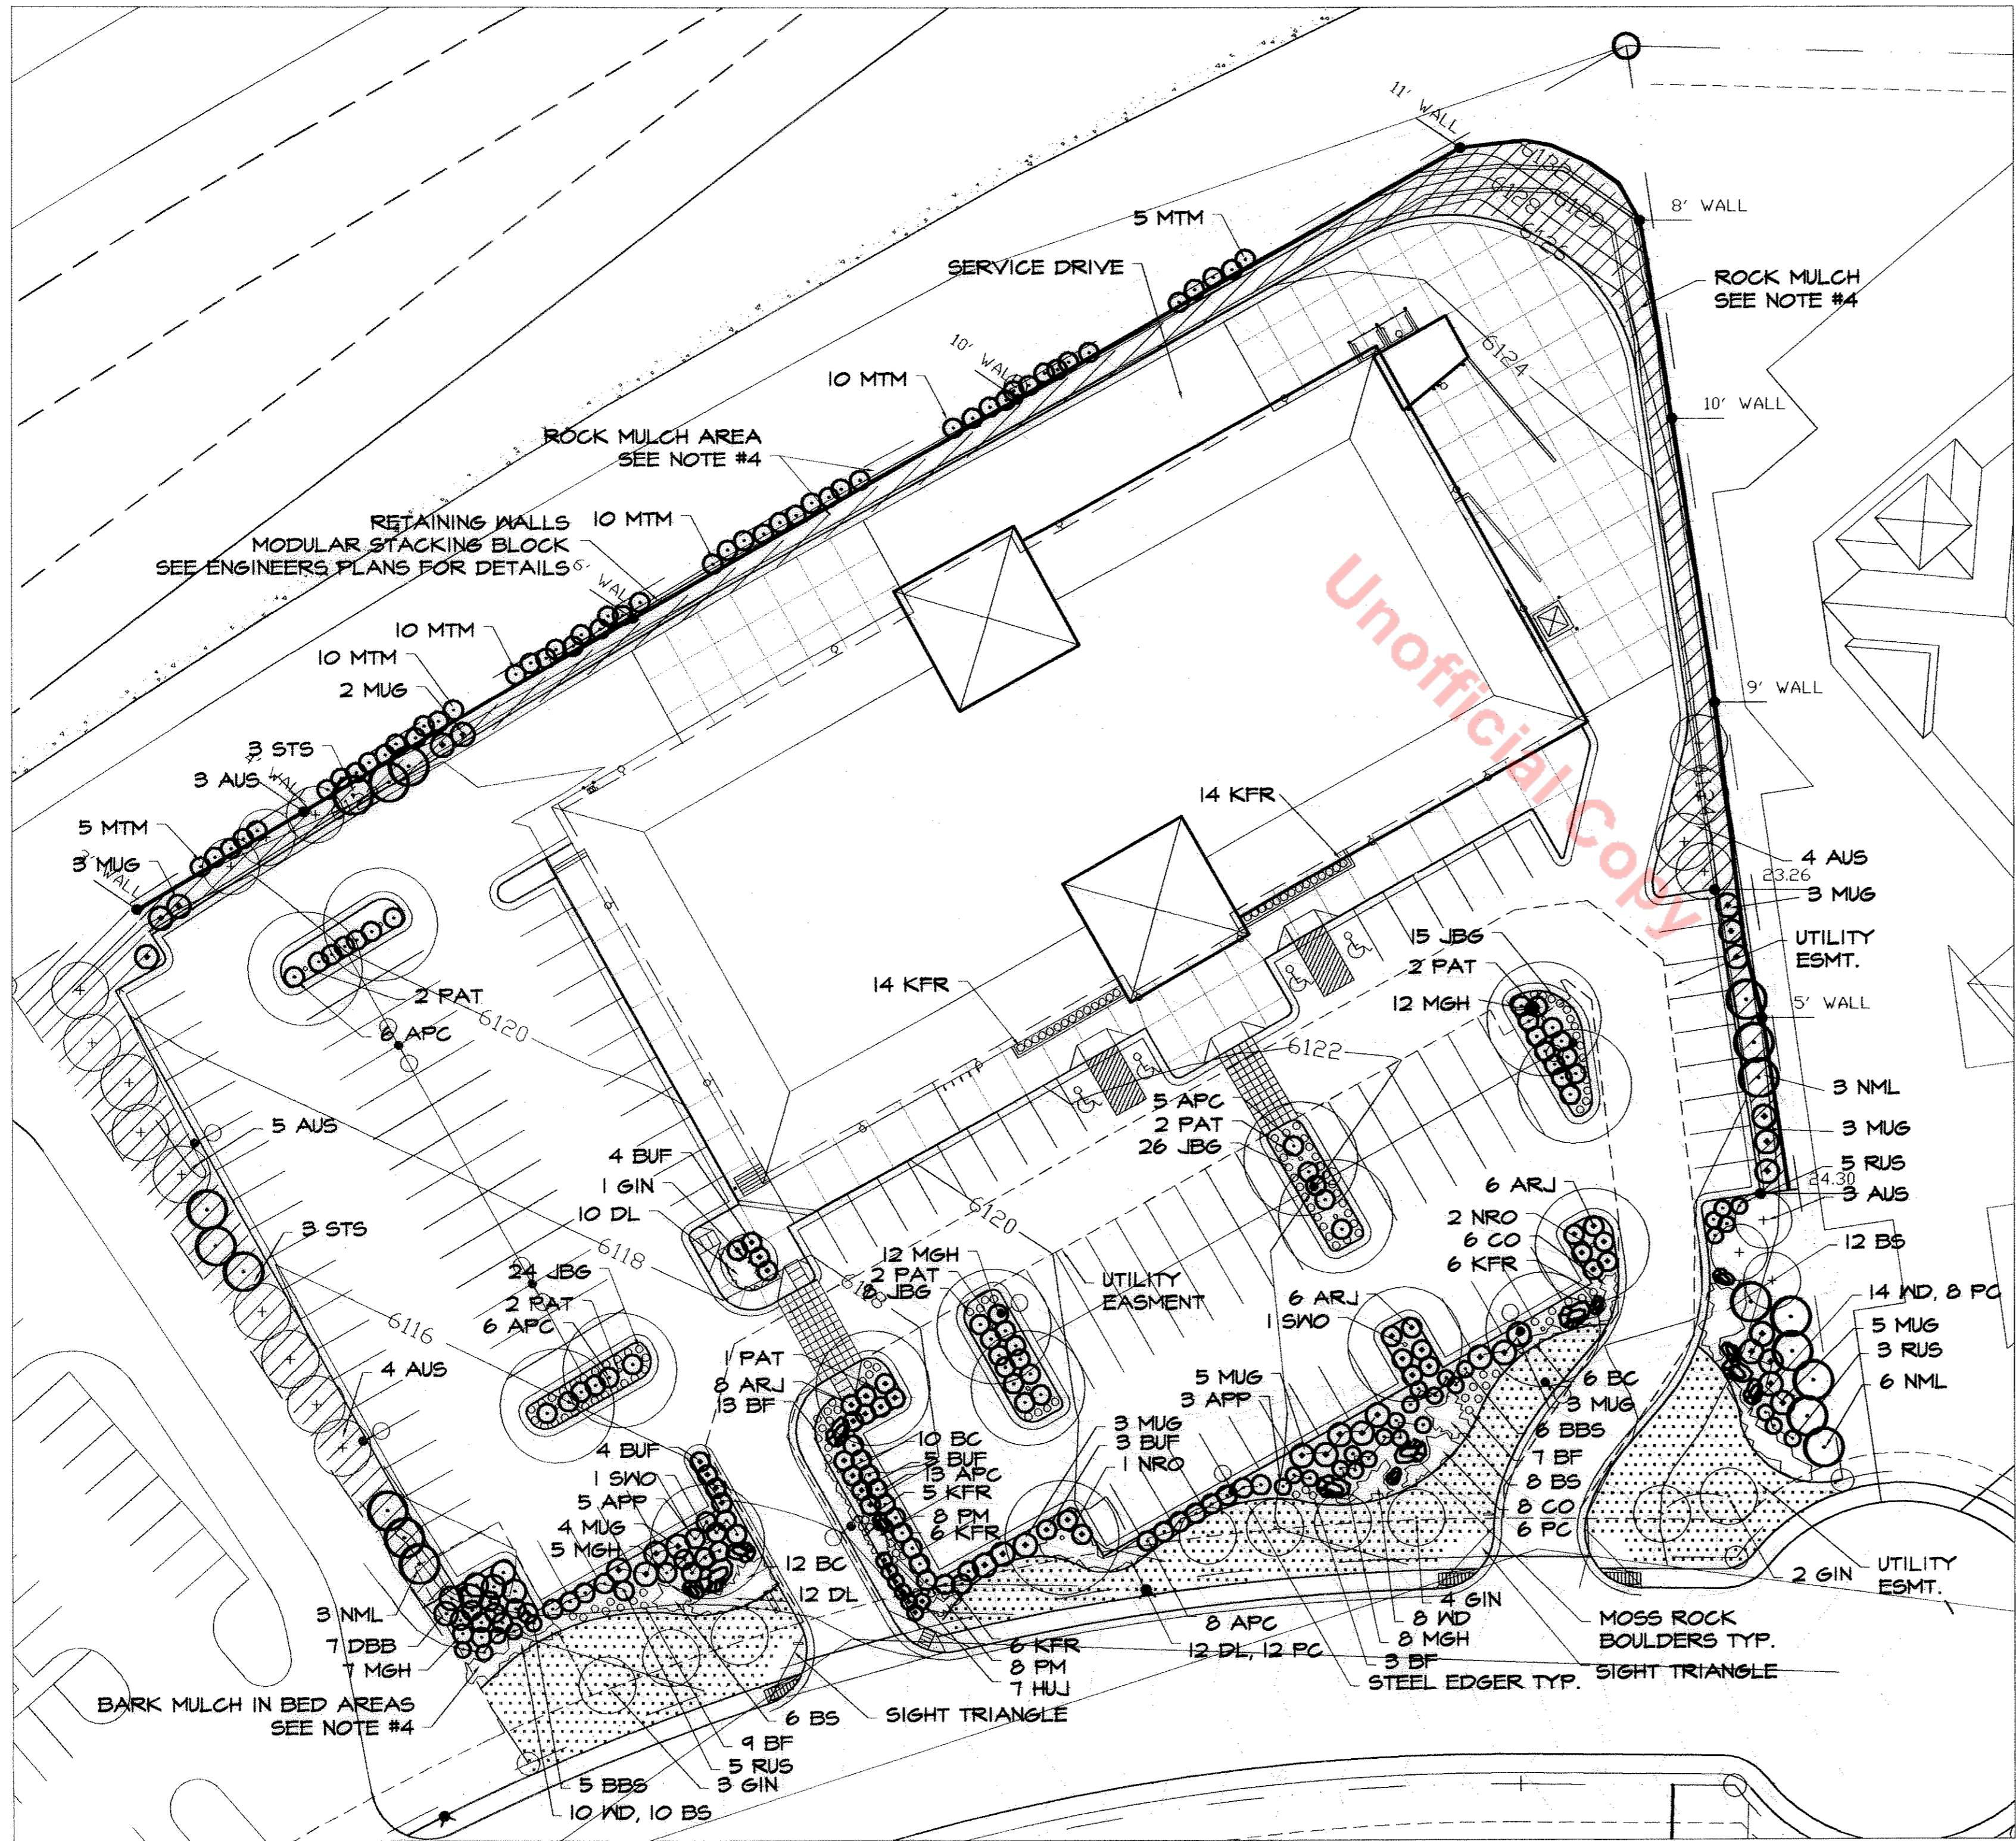 11' WALL
8' WALL
5 MTM
SERVICE DRIVE
6128
6126
ROCK MULCH
SEE NOTE #4
6124
10' WALL
10 MTM
10' WALL
ROCK MULCH AREA
SEE NOTE #4
RETAINING WALLS
MODULAR STACKING BLOCK
SEE ENGINEERS PLANS FOR DETAILS
10 MTM
6' WALL
Unofficial Copy
10 MTM
10 MTM
2 MUG
9' WALL
3 STS
3 AUS
WALL
14 KFR
5 MTM
3 MUG
WALL
4 AUS
23.26
3 MUG
UTILITY
ESMT.
15 JBG
2 PAT
12 MGH
14 KFR
2 PAT
6 APC
6120
5' WALL
6122
3 NML
5 APC
2 PAT
26 JBG
5 AUS
3 MUG
4 BUF
1 GIN
10 DL
5 RUS
24.30
3 AUS
6 ARJ
2 NRO
6 CO
6 KFR
3 STS
6118
6120
12 BS
12 MGH
2 PAT
8 JBG
6118
UTILITY
EASMENT
24 JBG
2 PAT
6 APC
6116
14 WD, 8 PC
5 MUG
3 RUS
6 NML
6 ARJ
1 SWO
1 PAT
8 ARJ
13 BF
4 AUS
5 MUG
3 APP
6 BC
3 MUG
6 BBS
7 BF
8 BS
8 CO
6 PC
3 MUG
3 BUF
1 NRO
10 BC
5 BUF
13 APC
5 KFR
8 PM
6 KFR
4 BUF
1 SWO
5 APP
4 MUG
5 MGH
12 BC
12 DL
2 GIN
UTILITY
ESMT.
4 GIN
8 WD
8 MGH
3 BF
STEEL EDGER TYP.
MOSS ROCK
BOULDERS TYP.
SIGHT TRIANGLE
3 NML
7 DBB
7 MGH
8 APC
12 DL, 12 PC
6 KFR
8 PM
7 HUJ
BARK MULCH IN BED AREAS
SEE NOTE #4
6 BS
SIGHT TRIANGLE
9 BF
5 RUS
3 GIN
5 BBS
10 WD, 10 BS